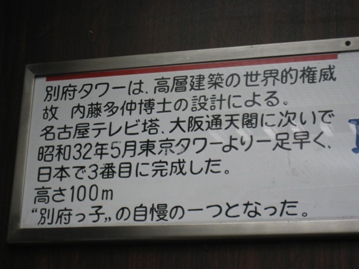 別府タワーは、高層建築の世界的権威
故 内藤多仲博士の設計による。
名古屋テレビ塔、大阪通天閣に次いで
昭和32年5月東京タワーより一足早く、
日本で3番目に完成した。
高さ100m
“別府っ子„の自慢の一つとなった。